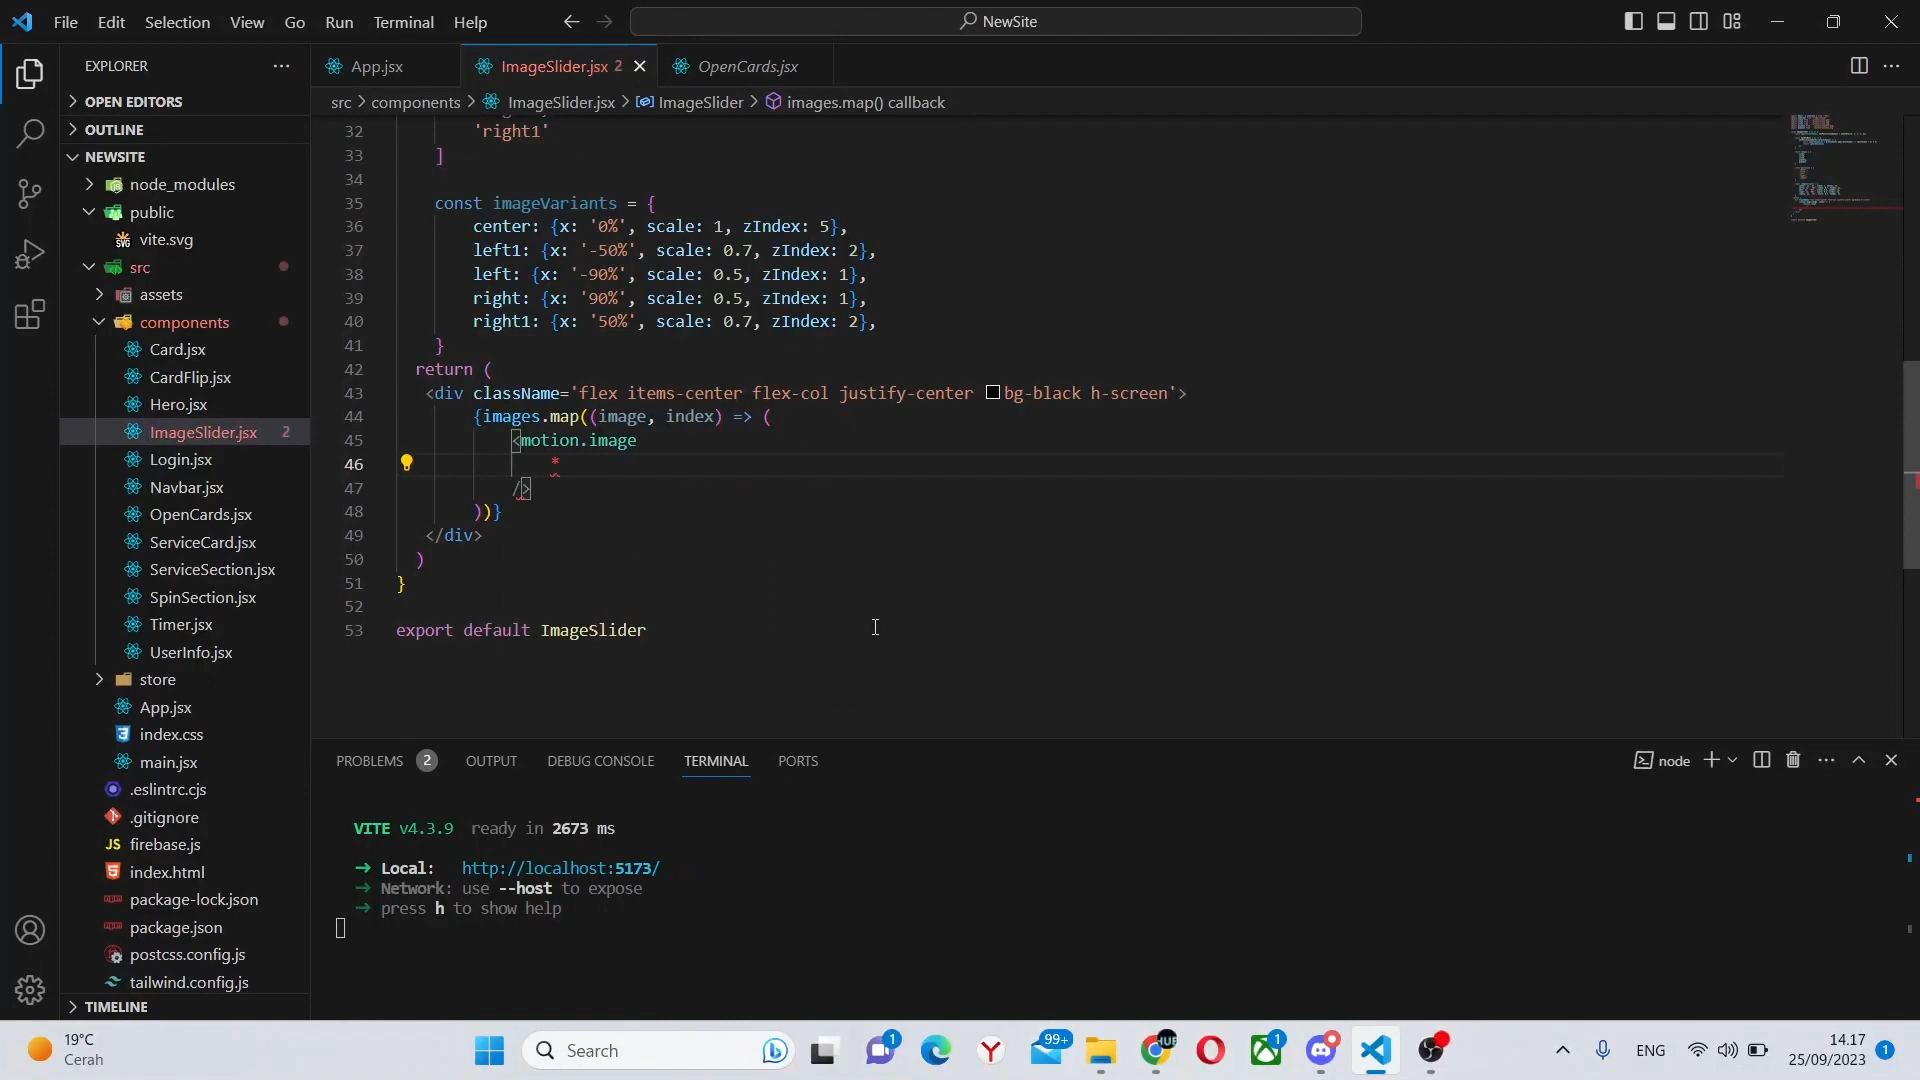 File Edit Selection View Go Run Terminal Help
NewSite
EXPLORER
OPEN EDITORS
OUTLINE
NEWSITE
node_modules
public
vite.svg
src
assets
components
Card.jsx
CardFlip.jsx
Hero.jsx
ImageSlider.jsx 2
Login.jsx
Navbar.jsx
OpenCards.jsx
ServiceCard.jsx
ServiceSection.jsx
SpinSection.jsx
Timer.jsx
UserInfo.jsx
store
App.jsx
index.css
main.jsx
.eslintrc.cjs
.gitignore
JS firebase.js
index.html
package-lock.json
package.json
postcss.config.js
tailwind.config.js
TIMELINE
App.jsx ImageSlider.jsx 2 OpenCards.jsx
src > components > ImageSlider.jsx > ImageSlider > images.map() callback
32 'right1'
33 ]
34
35 const imageVariants = {
36 center: {x: '0%', scale: 1, zIndex: 5},
37 left1: {x: '-50%', scale: 0.7, zIndex: 2},
38 left: {x: '-90%', scale: 0.5, zIndex: 1},
39 right: {x: '90%', scale: 0.5, zIndex: 1},
40 right1: {x: '50%', scale: 0.7, zIndex: 2},
41 }
42 return (
43 <div className='flex items-center flex-col justify-center bg-black h-screen'>
44 {images.map((image, index) => (
45 <motion.image
46 *
47 />
48 ))}
49 </div>
50 )
51 }
52
53 export default ImageSlider
PROBLEMS 2 OUTPUT DEBUG CONSOLE TERMINAL PORTS
node
VITE v4.3.9 ready in 2673 ms
➜ Local: http://localhost:5173/
➜ Network: use --host to expose
➜ press h to show help
19°C
Cerah
Search
1
99+
HUB
1
ENG
14.17
25/09/2023
1